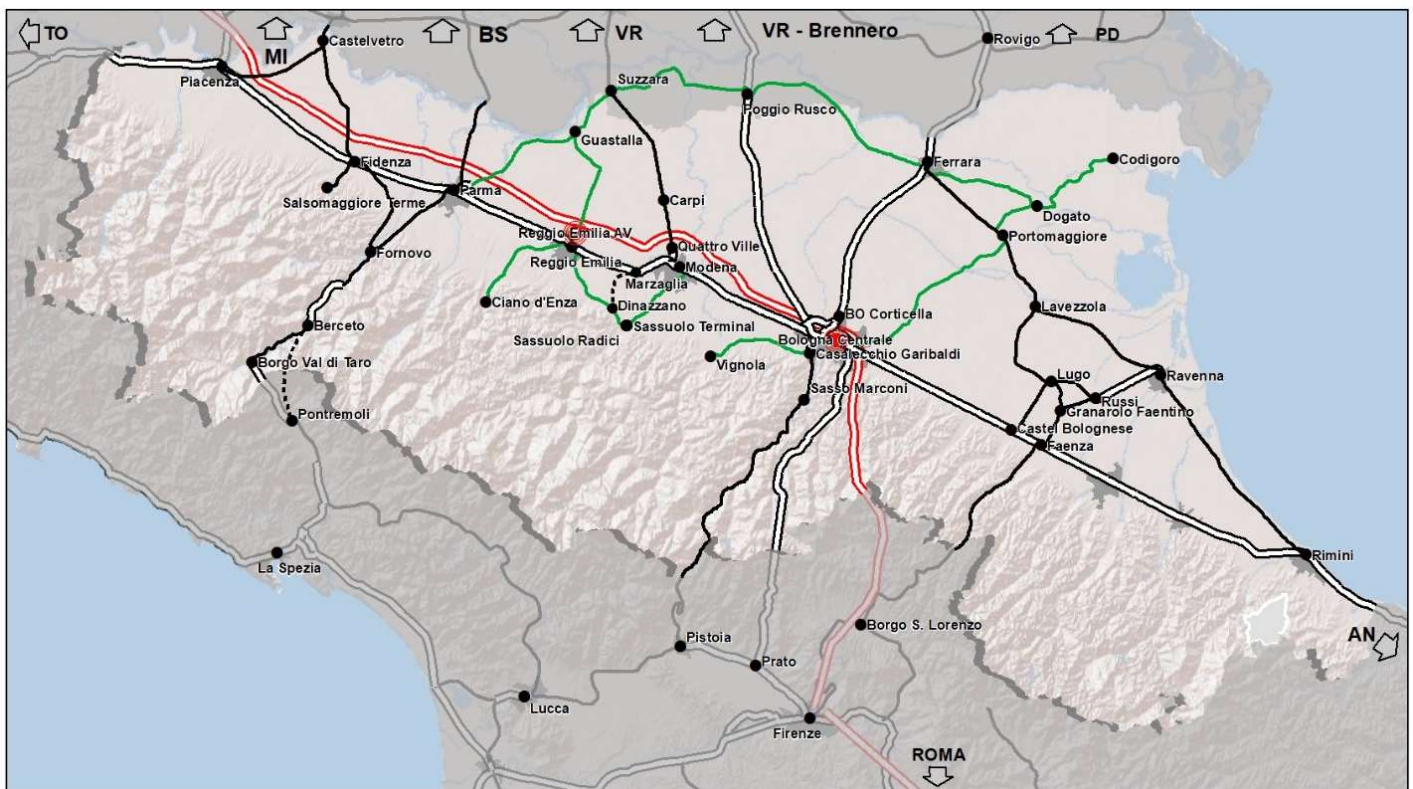 TO
MI
BS
VR
VR - Brennero
PD
Rovigo
Castelvetro
Piacenza
Suzzara
Poggio Rusco
Guastalla
Fidenza
Ferrara
Codigoro
Salsomaggiore Terme
Parma
Carpi
Dogato
Reggio Emilia AV
Portomaggiore
Fornovo
Reggio Emilia
Quattro Ville
Modena
Marzaglia
Ciano d'Enza
Dinazzano
Lavezzola
Berceto
Sassuolo Terminal
BO Corticella
Sassuolo Radici
Bologna Centrale
Borgo Val di Taro
Vignola
Casalecchio Garibaldi
Lugo
Ravenna
Sasso Marconi
Russi
Pontremoli
Granarolo Faentino
Castel Bolognese
Faenza
Rimini
La Spezia
Borgo S. Lorenzo
AN
Pistoia
Prato
Lucca
Firenze
ROMA